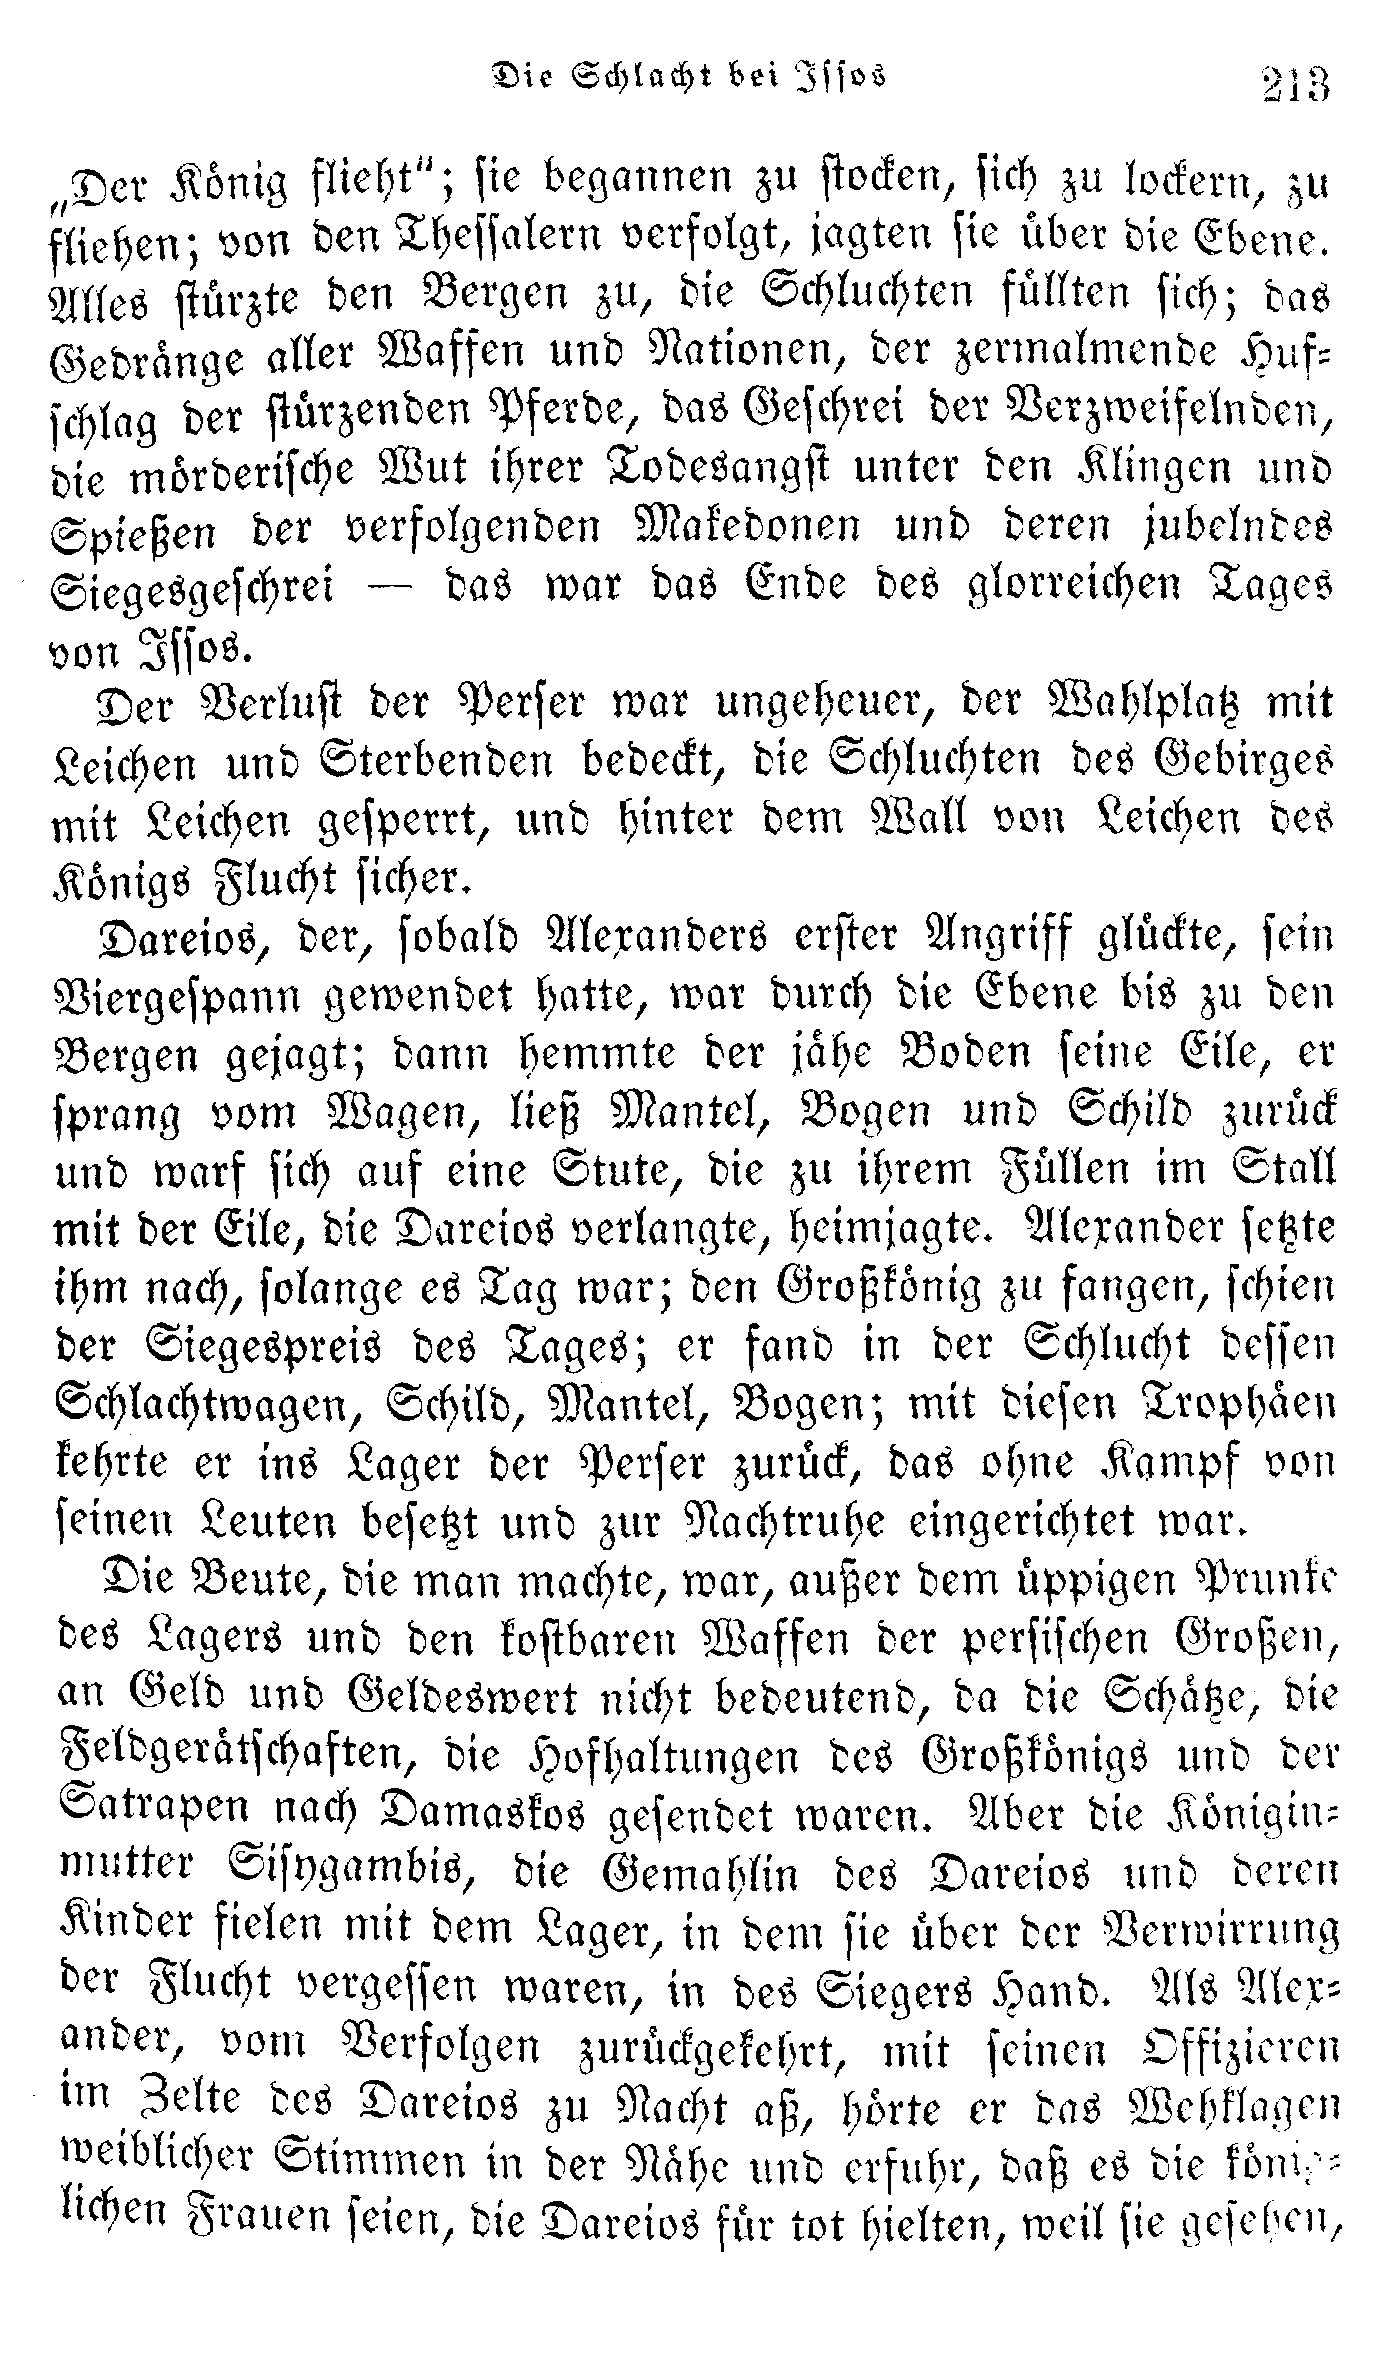 Die Schlacht bei Issos 213
„Der König flieht“; sie begannen zu stocken, sich zu lockern, zu
fliehen; von den Thessalern verfolgt, jagten sie über die Ebene.
Alles stürzte den Bergen zu, die Schluchten füllten sich; das
Gedränge aller Waffen und Nationen, der zermalmende Huf-
schlag der stürzenden Pferde, das Geschrei der Verzweifelnden,
die mörderische Wut ihrer Todesangst unter den Klingen und
Spießen der verfolgenden Makedonen und deren jubelndes
Siegesgeschrei — das war das Ende des glorreichen Tages
von Issos.
Der Verlust der Perser war ungeheuer, der Wahlplatz mit
Leichen und Sterbenden bedeckt, die Schluchten des Gebirges
mit Leichen gesperrt, und hinter dem Wall von Leichen des
Königs Flucht sicher.
Dareios, der, sobald Alexanders erster Angriff glückte, sein
Viergespann gewendet hatte, war durch die Ebene bis zu den
Bergen gejagt; dann hemmte der jähe Boden seine Eile, er
sprang vom Wagen, ließ Mantel, Bogen und Schild zurück
und warf sich auf eine Stute, die zu ihrem Füllen im Stall
mit der Eile, die Dareios verlangte, heimjagte. Alexander setzte
ihm nach, solange es Tag war; den Großkönig zu fangen, schien
der Siegespreis des Tages; er fand in der Schlucht dessen
Schlachtwagen, Schild, Mantel, Bogen; mit diesen Trophäen
kehrte er ins Lager der Perser zurück, das ohne Kampf von
seinen Leuten besetzt und zur Nachtruhe eingerichtet war.
Die Beute, die man machte, war, außer dem üppigen Prunke
des Lagers und den kostbaren Waffen der persischen Großen,
an Geld und Geldeswert nicht bedeutend, da die Schätze, die
Feldgerätschaften, die Hofhaltungen des Großkönigs und der
Satrapen nach Damaskos gesendet waren. Aber die Königin-
mutter Sisygambis, die Gemahlin des Dareios und deren
Kinder fielen mit dem Lager, in dem sie über der Verwirrung
der Flucht vergessen waren, in des Siegers Hand. Als Alex-
ander, vom Verfolgen zurückgekehrt, mit seinen Offizieren
im Zelte des Dareios zu Nacht aß, hörte er das Wehklagen
weiblicher Stimmen in der Nähe und erfuhr, daß es die könig-
lichen Frauen seien, die Dareios für tot hielten, weil sie gesehen,